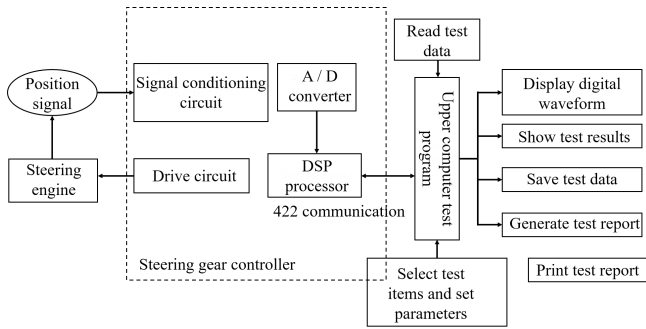 Read test
data
Position
signal
Signal conditioning
circuit
A / D
converter
Upper computer test
program
Display digital
waveform
Show test results
Steering
engine
Drive circuit
DSP
processor
Save test data
422 communication
Generate test report
Steering gear controller
Select test
items and set
parameters
Print test report